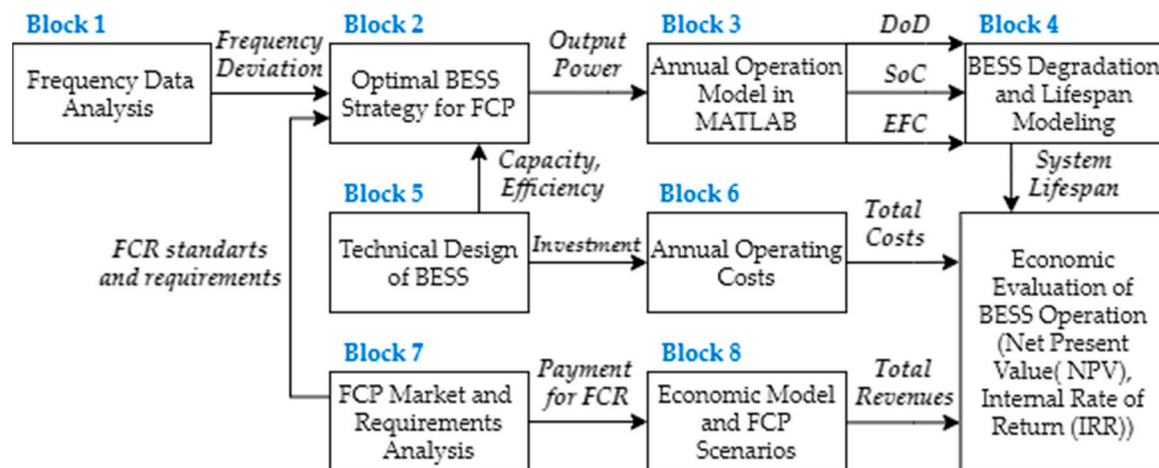 Block 1
Frequency Data
Analysis
Frequency
Deviation
Block 2
Optimal BESS
Strategy for FCP
Output
Power
Block 3
Annual Operation
Model in
MATLAB
DoD
SoC
EFC
Block 4
BESS Degradation
and Lifespan
Modeling
Capacity,
Efficiency
System
Lifespan
FCR standarts
and requirements
Block 5
Technical Design
of BESS
Investment
Block 6
Annual Operating
Costs
Total
Costs
Economic
Evaluation of
BESS Operation
(Net Present
Value( NPV),
Internal Rate of
Return (IRR))
Block 7
FCP Market and
Requirements
Analysis
Payment
for FCR
Block 8
Economic Model
and FCP
Scenarios
Total
Revenues